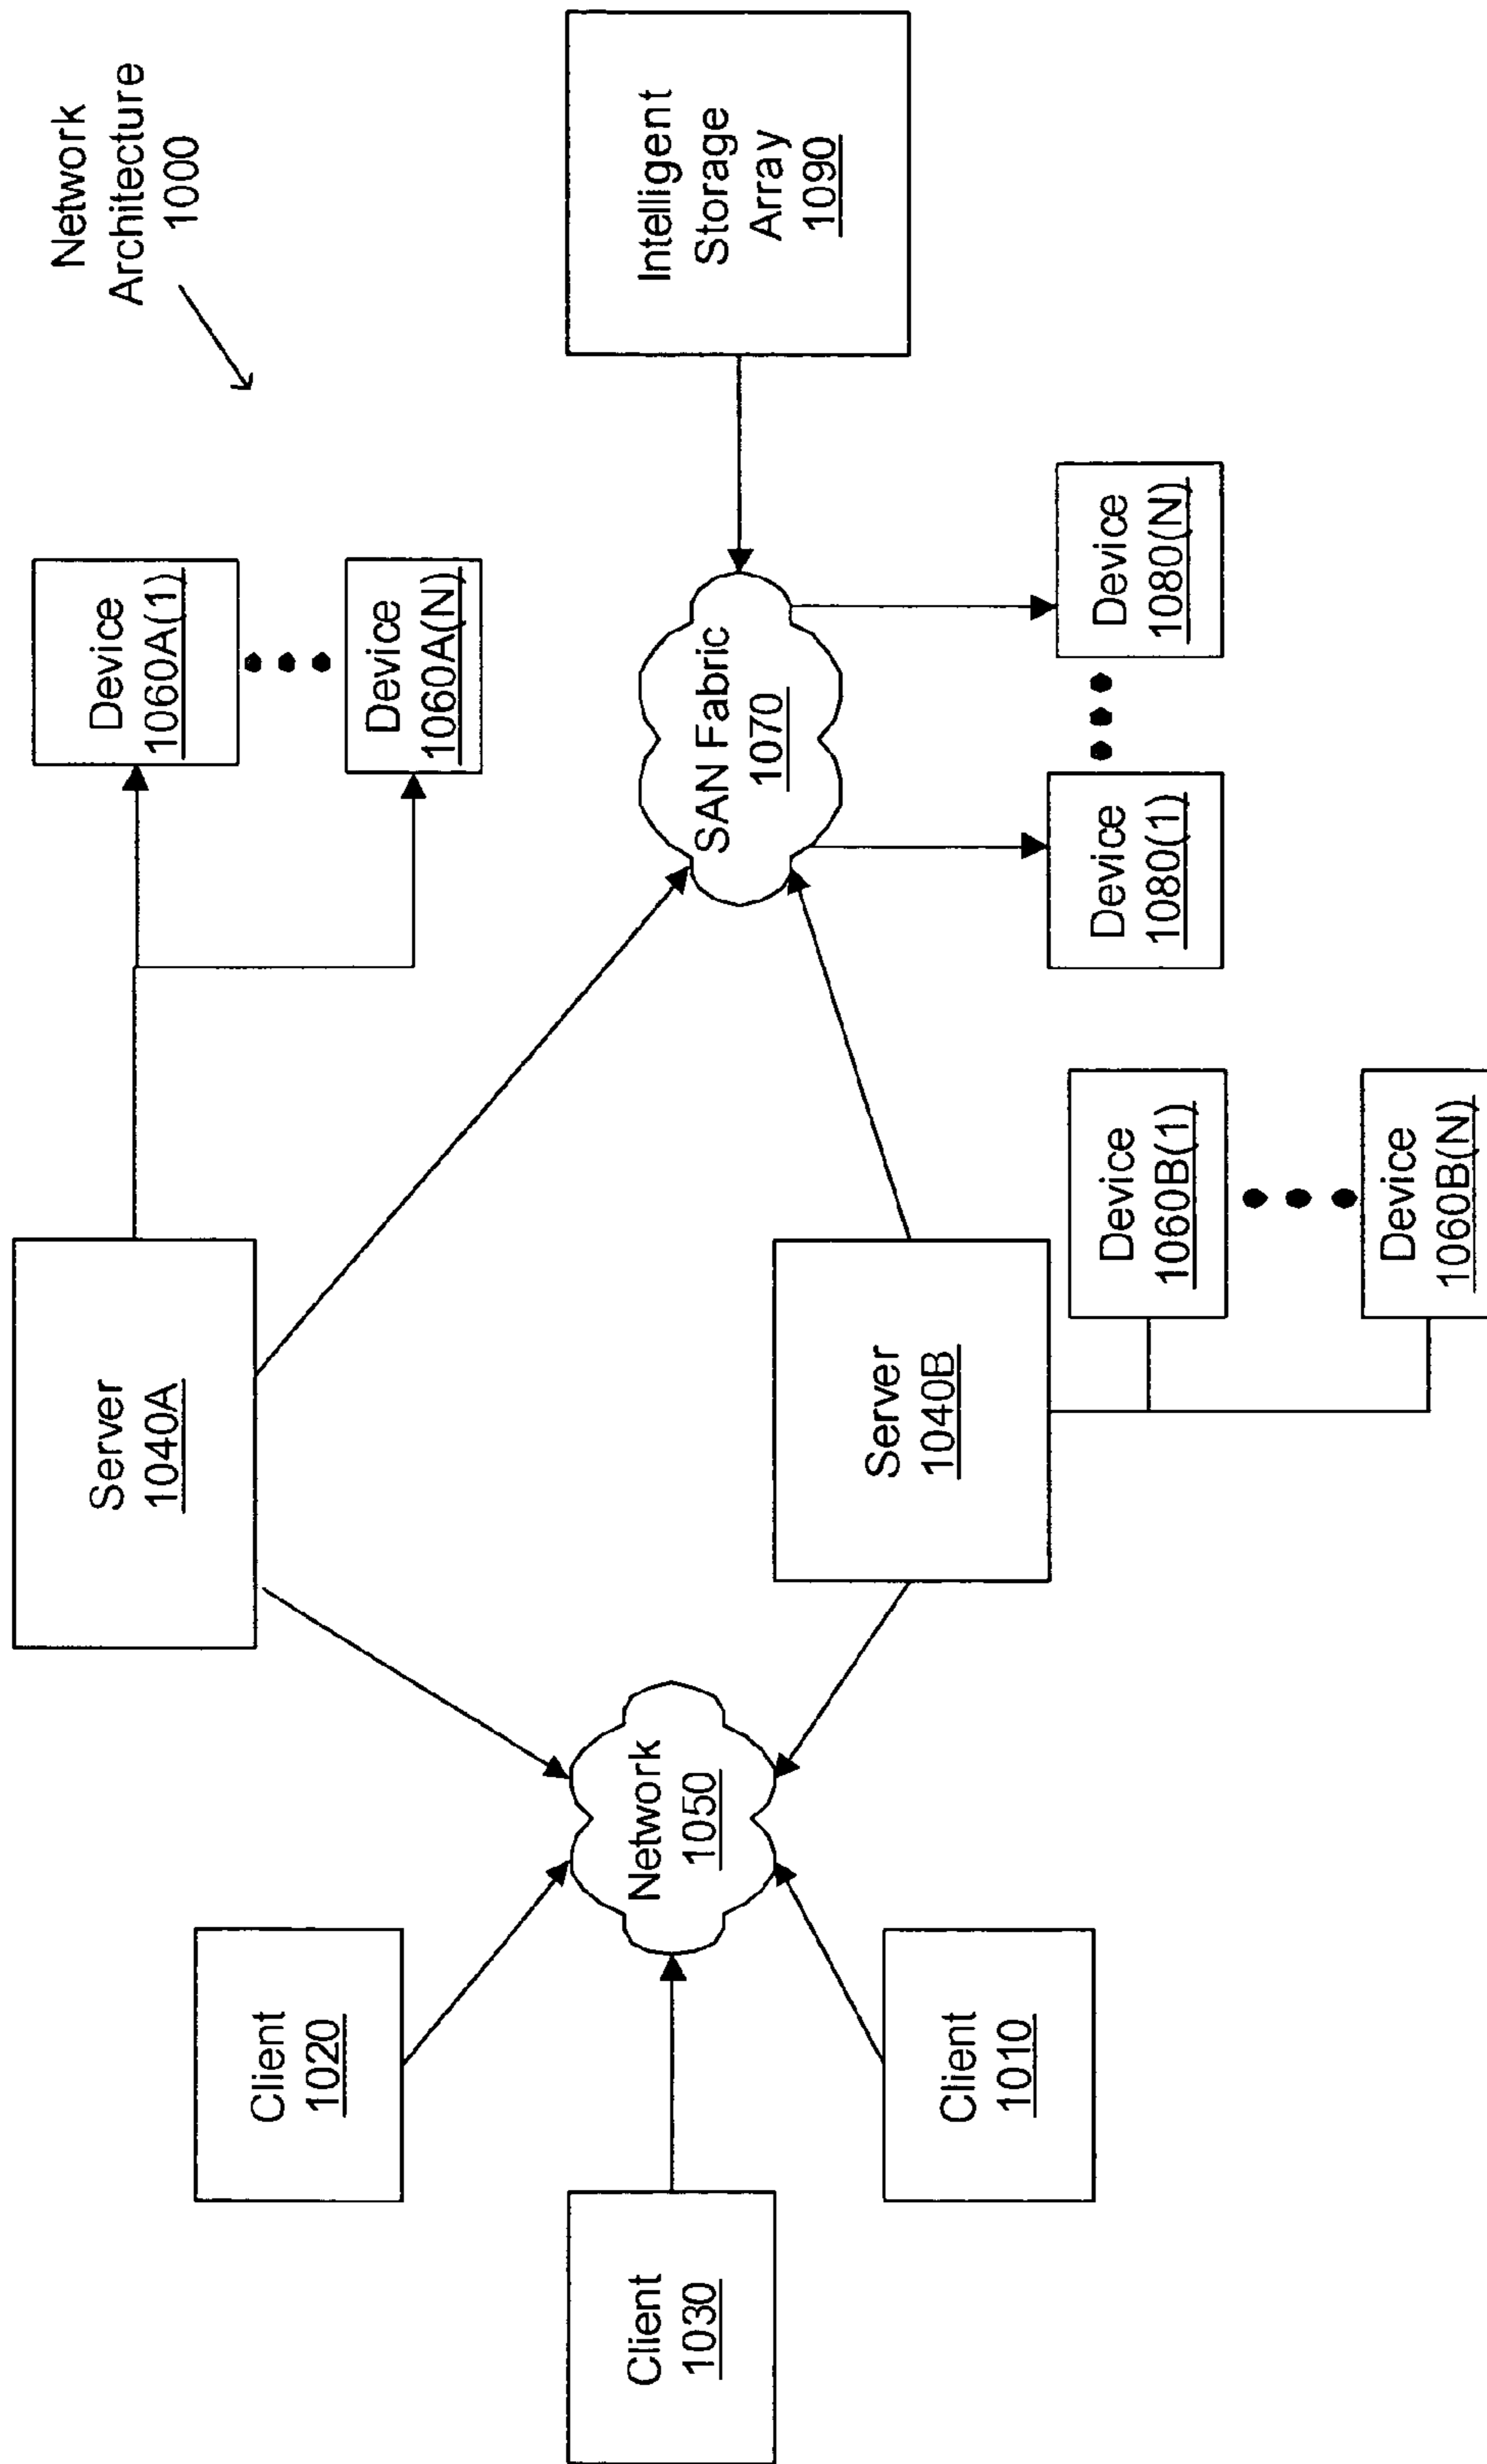 Network
Architecture
1000
Server
1040A
Device
1060A(1)
Device
1060A(N)
Client
1020
Client
1030
Client
1010
Network
1050
Server
1040B
SAN Fabric
1070
Intelligent
Storage
Array
1090
Device
1080(1)
Device
1080(N)
Device
1060B(1)
Device
1060B(N)